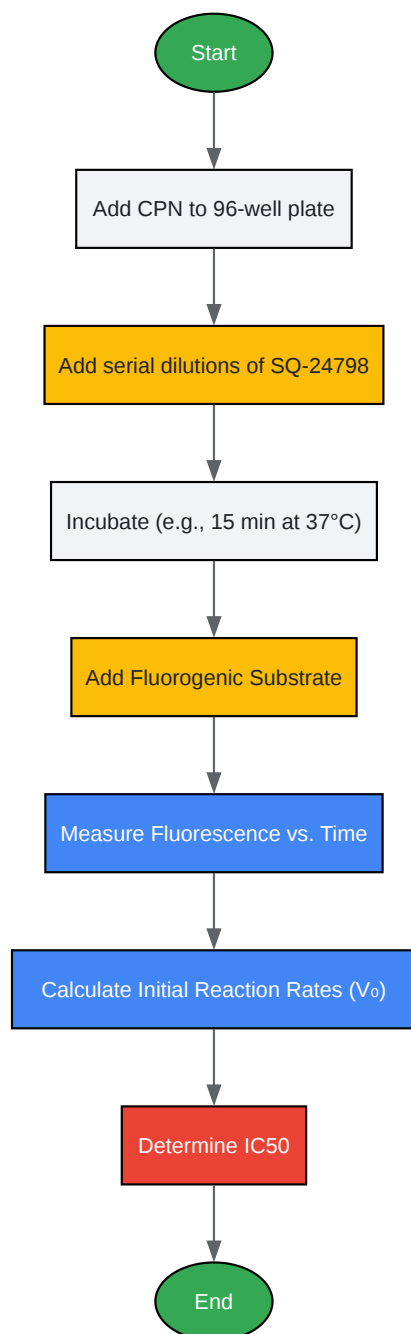 Start
Add CPN to 96-well plate
Add serial dilutions of SQ-24798
Incubate (e.g., 15 min at 37°C)
Add Fluorogenic Substrate
Measure Fluorescence vs. Time
Calculate Initial Reaction Rates (V₀)
Determine IC50
End